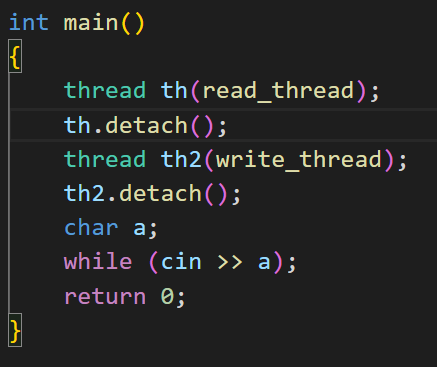 int main()
{
    thread th(read_thread);
    th.detach();
    thread th2(write_thread);
    th2.detach();
    char a;
    while (cin >> a);
    return 0;
}